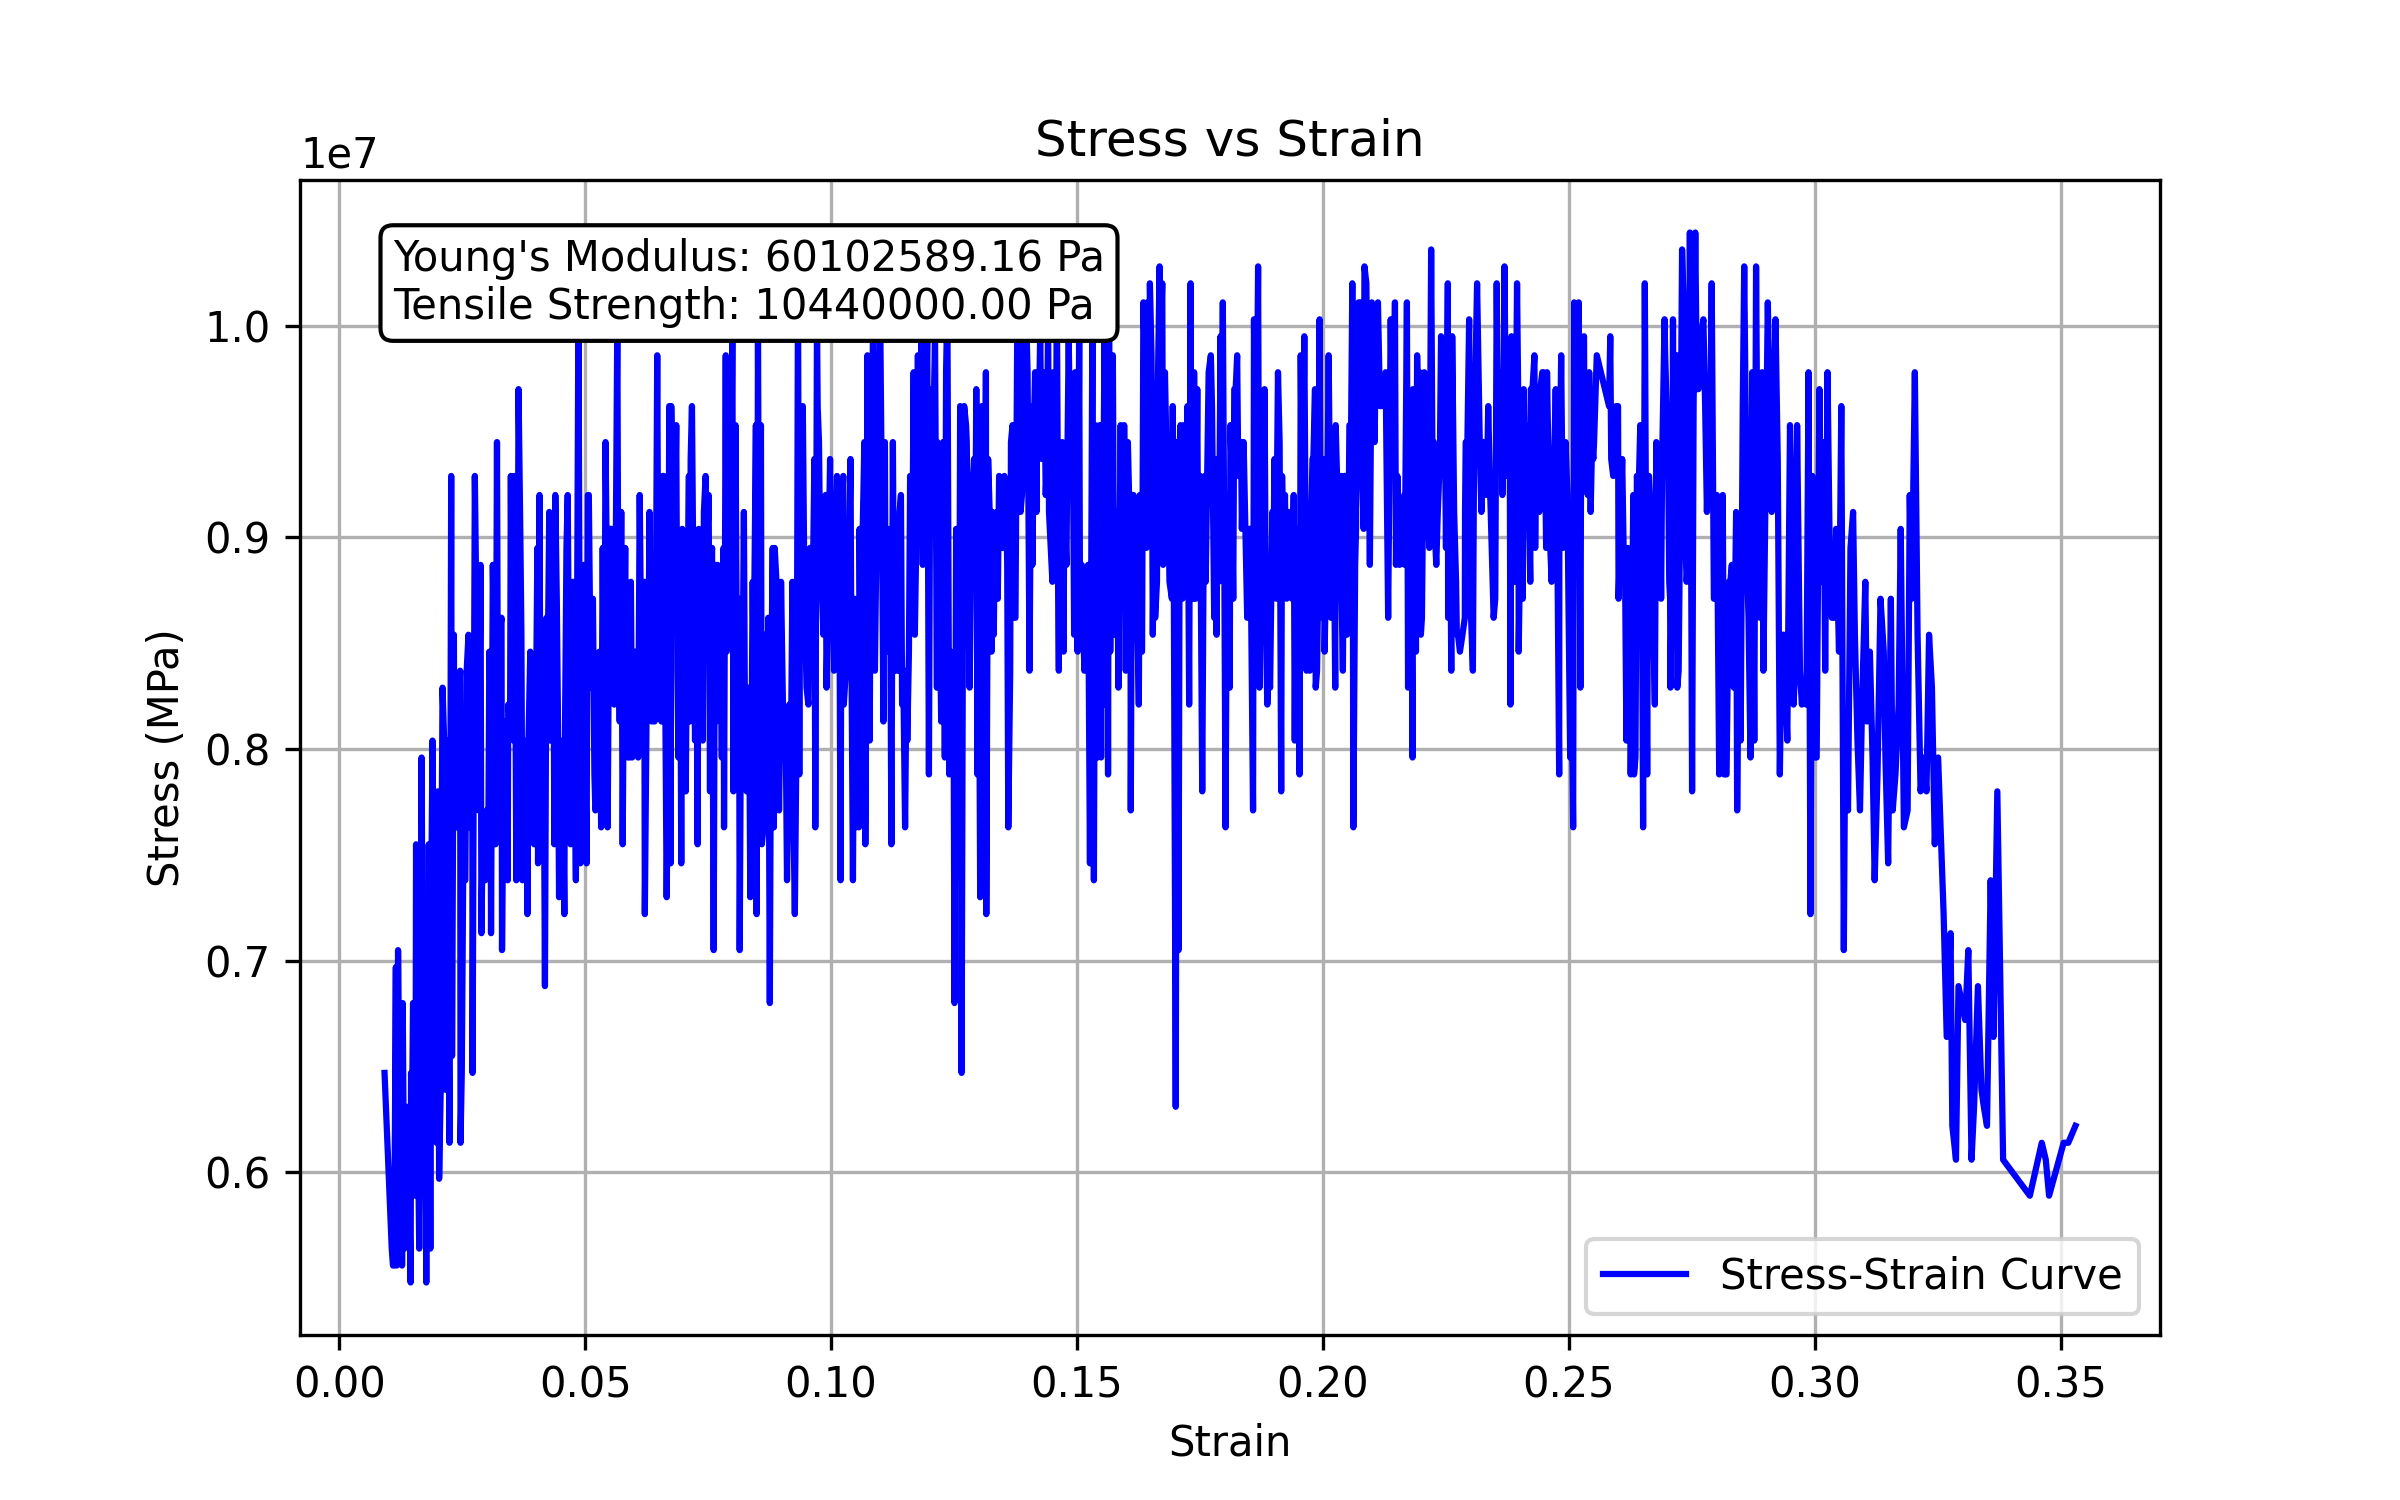 Stress vs Strain
1e7
Young's Modulus: 60102589.16 Pa
Tensile Strength: 10440000.00 Pa
1.0
0.9
0.8
0.7
0.6
Stress (MPa)
Stress-Strain Curve
0.00 0.05 0.10 0.15 0.20 0.25 0.30 0.35
Strain